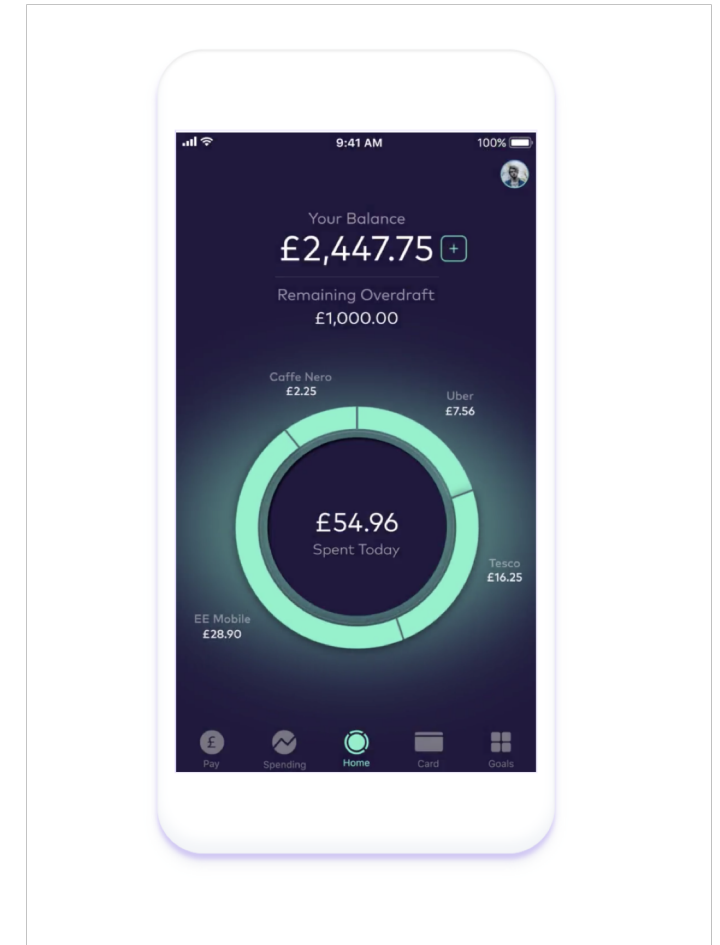 9:41 AM
100%
Your Balance
£2,447.75 +
Remaining Overdraft
£1,000.00
Caffe Nero
£2.25
Uber
£7.56
£54.96
Spent Today
Tesco
£16.25
EE Mobile
£28.90
£
Pay
Spending
Home
Card
Goals